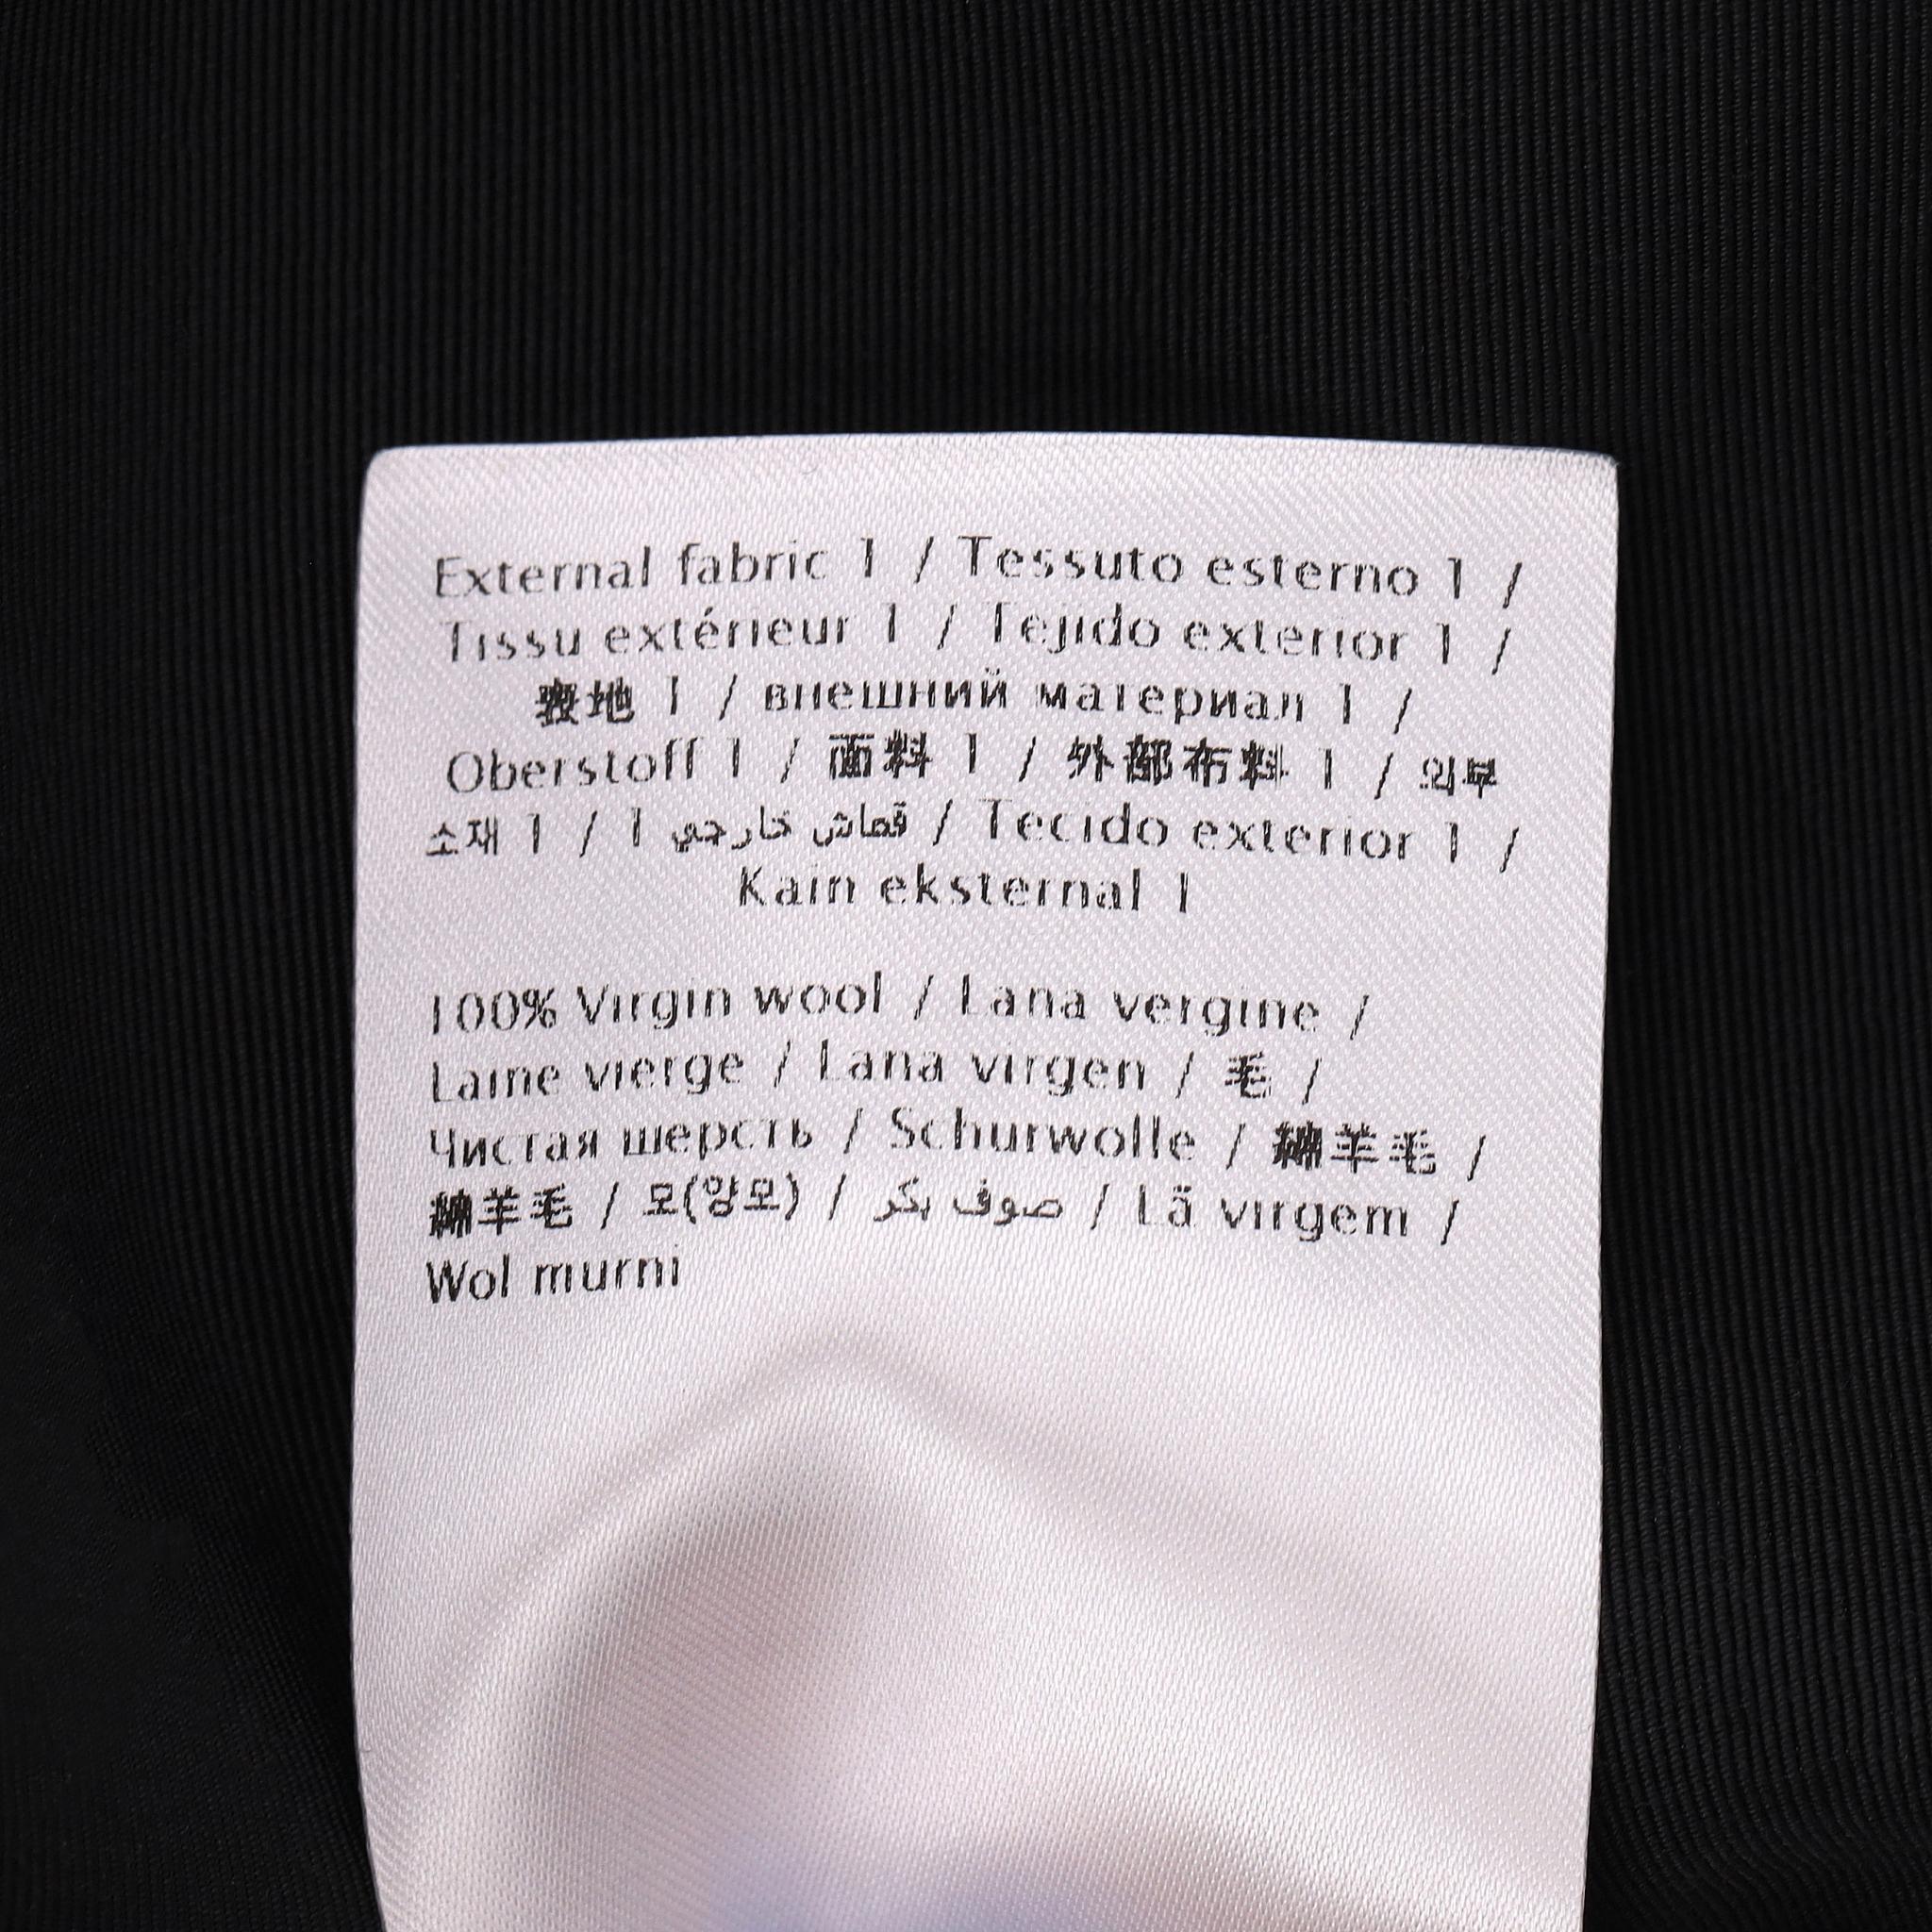 External fabric 1 / Tessuto esterno 1 /
Tissu extérieur 1 / Tejido exterior 1 /
表地 1 / внешний материал 1 /
Oberstoff 1 / 面料 1 / 外部布料 1 / 외부
소재 1 / قماش خارجي 1 / Tecido exterior 1 /
Kain eksternal 1
100% Virgin wool / Lana vergine /
Laine vierge / Lana virgen / 毛 /
Чистая шерсть / Schurwolle / 綿羊毛 /
綿羊毛 / 모(양모) / صوف بكر / Lã virgem /
Wol murni